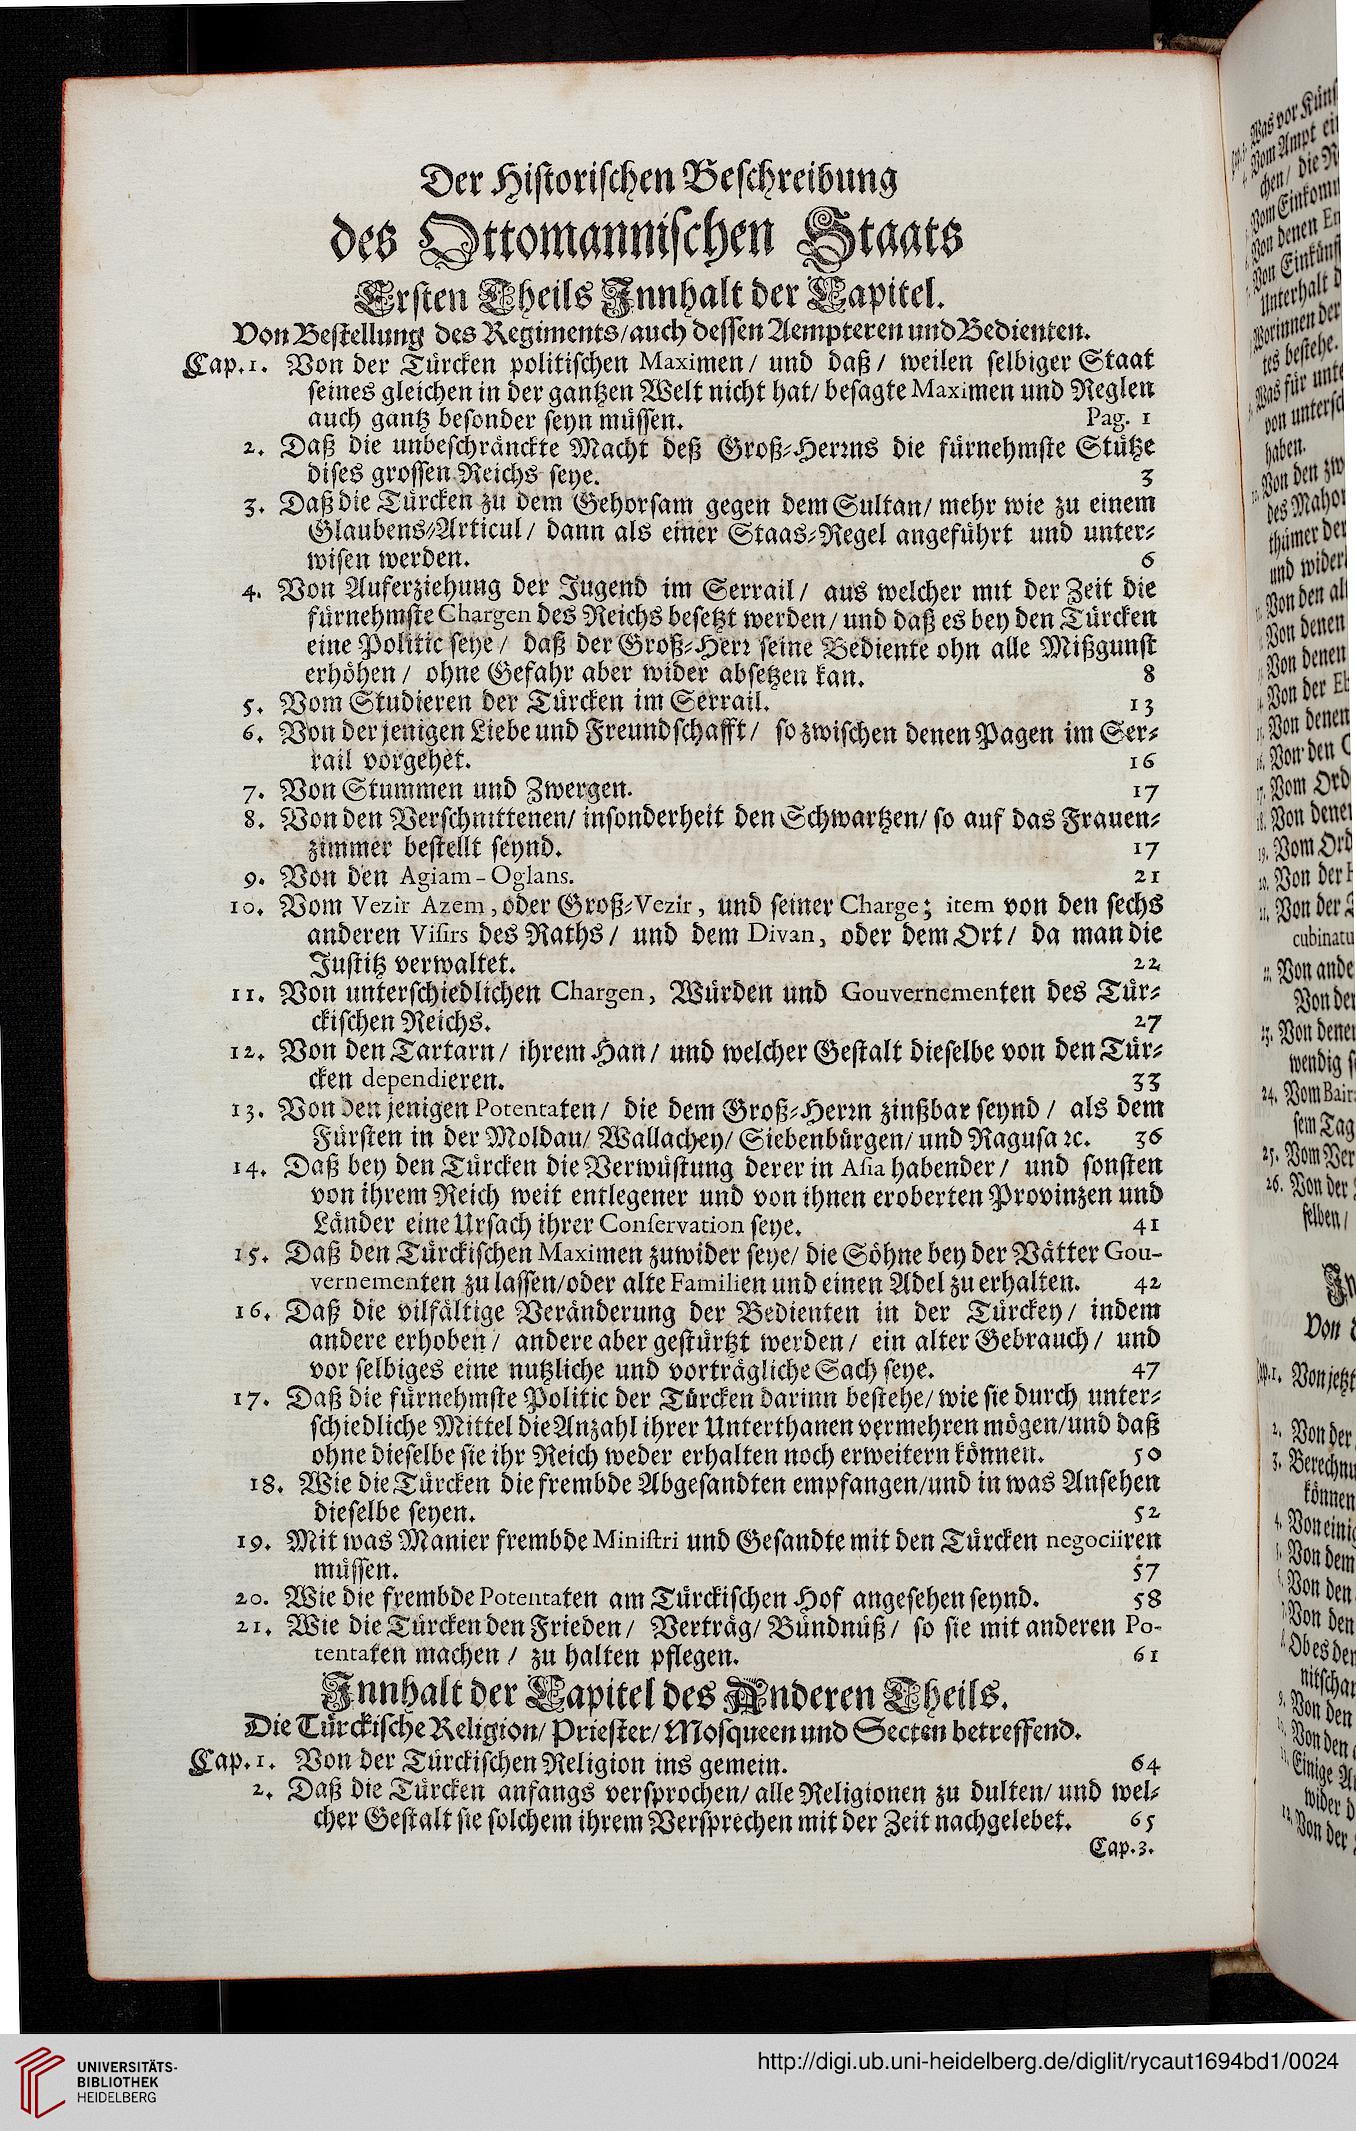 Der Historischen Beschreibung
des Ottomannischen Staats
Ersten Theils Innhalt der Capitel.
Von Bestellung des Regiments/ auch dessen Aempteren und Bedienten.
Cap. 1. Von der Türcken politischen Maximen/ und daß/ weilen selbiger Staat
seines gleichen in der gantzen Welt nicht hat/ besagte Maximen und Reglen
auch gantz besonder seyn müssen. Pag. 1
2. Daß die unbeschränckte Macht deß Groß-Herrns die fürnehmste Stütze
dises grossen Reichs seye. 3
3. Daß die Türcken zu dem Gehorsam gegen dem Sultan/ mehr wie zu einem
Glaubens-Articul/ dann als einer Staas-Regel angeführt und unter-
wisen werden. 6
4. Von Auferziehung der Jugend im Serrail/ aus welcher mit der Zeit die
fürnehmste Chargen des Reichs besetzt werden/ und daß es bey den Türcken
eine Politic seye/ daß der Groß-Herr seine Bediente ohn alle Mißgunst
erhöhen/ ohne Gefahr aber wider absetzen kan. 8
5. Vom Studieren der Türcken im Serrail. 13
6. Von der jenigen Liebe und Freundschafft/ so zwischen denen Pagen im Ser-
rail vorgehet. 16
7. Von Stummen und Zwergen. 17
8. Von den Verschnittenen/ insonderheit den Schwartzen/ so auf das Frauen-
zimmer bestellt seynd. 17
9. Von den Agiam-Oglans. 21
10. Vom Vezir Azem, oder Groß-Vezir, und seiner Charge; item von den sechs
anderen Visirs des Raths/ und dem Divan, oder dem Ort/ da man die
Justitz verwaltet. 22
11. Von unterschiedlichen Chargen, Würden und Gouvernementen des Tür-
ckischen Reichs. 27
12. Von den Tartarn/ ihrem Han/ und welcher Gestalt dieselbe von den Tür-
cken dependieren. 33
13. Von den jenigen Potentaten/ die dem Groß-Herrn zinßbar seynd/ als dem
Fürsten in der Moldau/ Wallachey/ Siebenbürgen/ und Ragusa ꝛc. 36
14. Daß bey den Türcken die Verwüstung derer in Asia habender/ und sonsten
von ihrem Reich weit entlegener und von ihnen eroberten Provinzen und
Länder eine Ursach ihrer Conservation seye. 41
15. Daß den Türckischen Maximen zuwider seye/ die Söhne bey der Vätter Gou-
vernementen zu lassen/ oder alte Familien und einen Adel zu erhalten. 42
16. Daß die vilfältige Veränderung der Bedienten in der Türckey/ indem
andere erhoben/ andere aber gestürtzt werden/ ein alter Gebrauch/ und
vor selbiges eine nutzliche und vorträgliche Sach seye. 47
17. Daß die fürnehmste Politic der Türcken darinn bestehe/ wie sie durch unter-
schiedliche Mittel die Anzahl ihrer Unterthanen vermehren mögen/ und daß
ohne dieselbe sie ihr Reich weder erhalten noch erweitern können. 50
18. Wie die Türcken die frembde Abgesandten empfangen/ und in was Ansehen
dieselbe seyen. 52
19. Mit was Manier frembde Ministri und Gesandte mit den Türcken negociiren
müssen. 57
20. Wie die frembde Potentaten am Türckischen Hof angesehen seynd. 58
21. Wie die Türcken den Frieden/ Verträg/ Bündnüß/ so sie mit anderen Po-
tentaten machen/ zu halten pflegen. 61
Innhalt der Capitel des Anderen Theils.
Die Türckische Religion/ Priester/ Mosqueen und Secten betreffend.
Cap. 1. Von der Türckischen Religion ins gemein. 64
2. Daß die Türcken anfangs versprochen/ alle Religionen zu dulten/ und wel-
cher Gestalt sie solchem ihrem Versprechen mit der Zeit nachgelebet. 65
Cap. 3.
UNIVERSITÄTS-
BIBLIOTHEK
HEIDELBERG
http://digi.ub.uni-heidelberg.de/diglit/rycaut1694bd1/0024